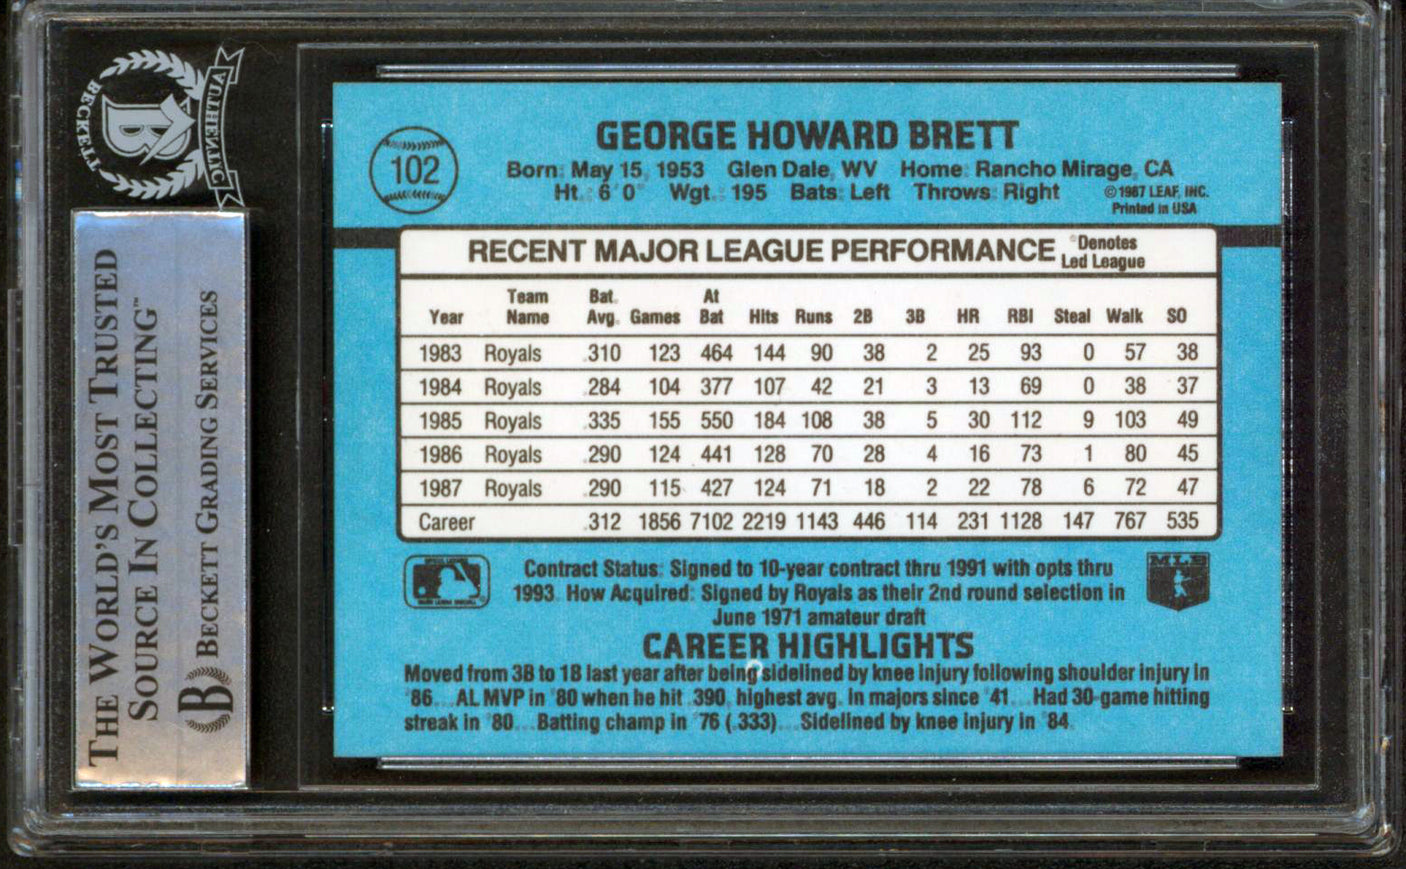 BECKETT
AUTHENTIC
THE WORLD'S MOST TRUSTED
SOURCE IN COLLECTING™
B BECKETT GRADING SERVICES
102
GEORGE HOWARD BRETT
Born: May 15, 1953 Glen Dale, WV Home: Rancho Mirage, CA
Ht.: 6' 0" Wgt.: 195 Bats: Left Throws: Right
©1987 LEAF, INC.
Printed in USA
RECENT MAJOR LEAGUE PERFORMANCE
*Denotes
Led League
Year Team Name Bat. Avg. Games At Bat Hits Runs 2B 3B HR RBI Steal Walk SO
1983 Royals .310 123 464 144 90 38 2 25 93 0 57 38
1984 Royals .284 104 377 107 42 21 3 13 69 0 38 37
1985 Royals .335 155 550 184 108 38 5 30 112 9 103 49
1986 Royals .290 124 441 128 70 28 4 16 73 1 80 45
1987 Royals .290 115 427 124 71 18 2 22 78 6 72 47
Career .312 1856 7102 2219 1143 446 114 231 1128 147 767 535
Contract Status: Signed to 10-year contract thru 1991 with opts thru
1993. How Acquired: Signed by Royals as their 2nd round selection in
June 1971 amateur draft
MLB
CAREER HIGHLIGHTS
Moved from 3B to 1B last year after being sidelined by knee injury following shoulder injury in
'86...AL MVP in '80 when he hit .390, highest avg. in majors since '41...Had 30-game hitting
streak in '80...Batting champ in '76 (.333)...Sidelined by knee injury in '84.